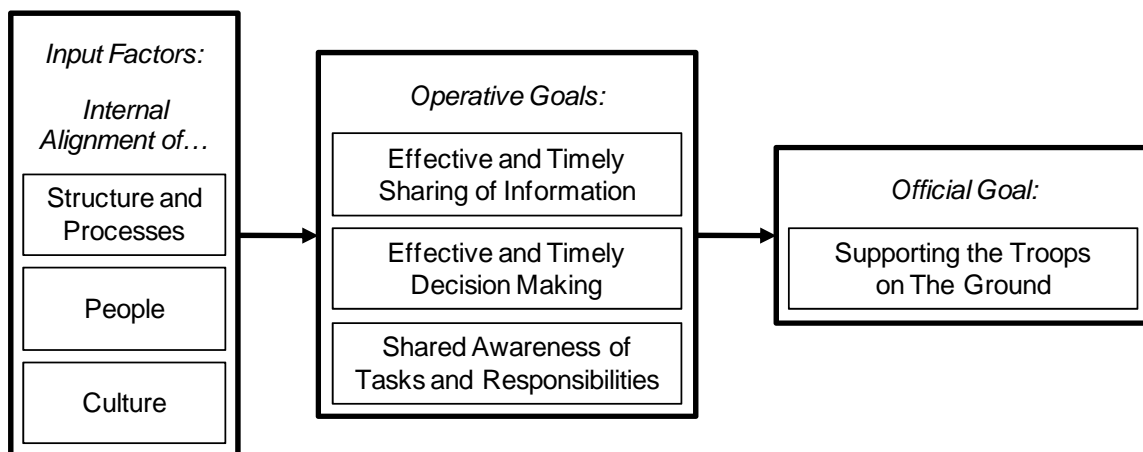 Input Factors:
Internal
Alignment of...
Structure and
Processes
People
Culture
Operative Goals:
Effective and Timely
Sharing of Information
Effective and Timely
Decision Making
Shared Awareness of
Tasks and Responsibilities
Official Goal:
Supporting the Troops
on The Ground